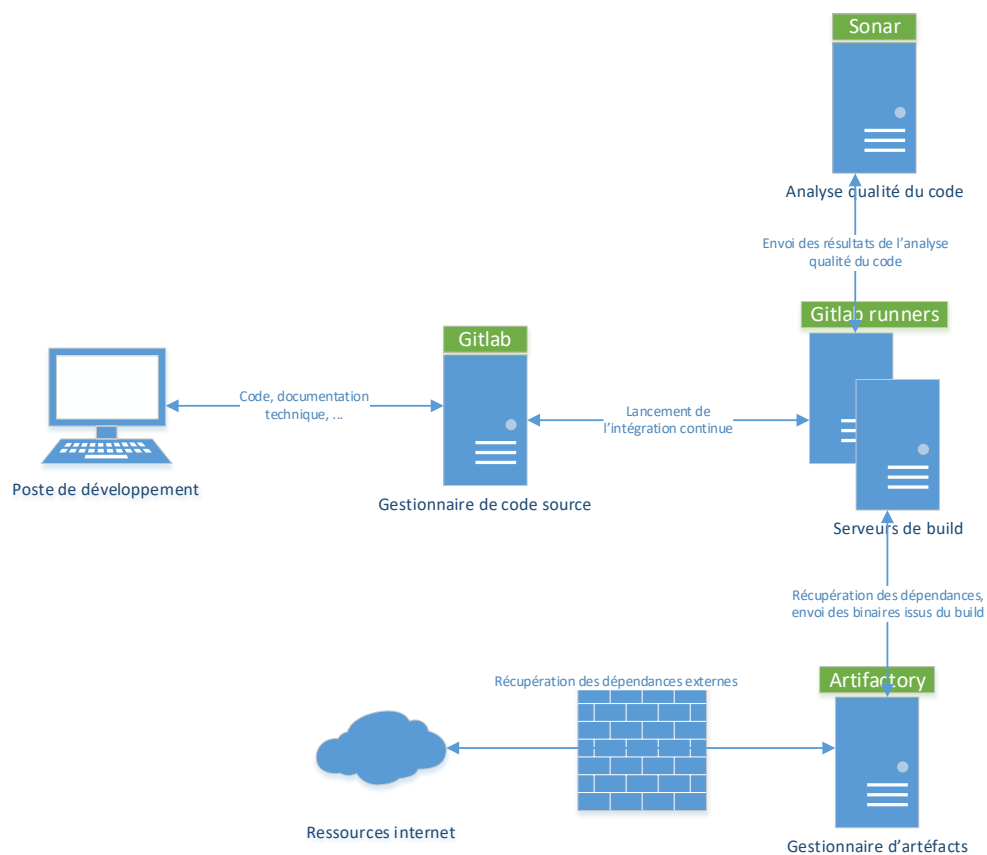 Sonar
Analyse qualité du code
Envoi des résultats de l'analyse
qualité du code
Gitlab runners
Gitlab
Code, documentation
technique, ...
Lancement de
l'intégration continue
Poste de développement
Gestionnaire de code source
Serveurs de build
Récupération des dépendances,
envoi des binaires issus du build
Récupération des dépendances externes
Artifactory
Ressources internet
Gestionnaire d'artéfacts